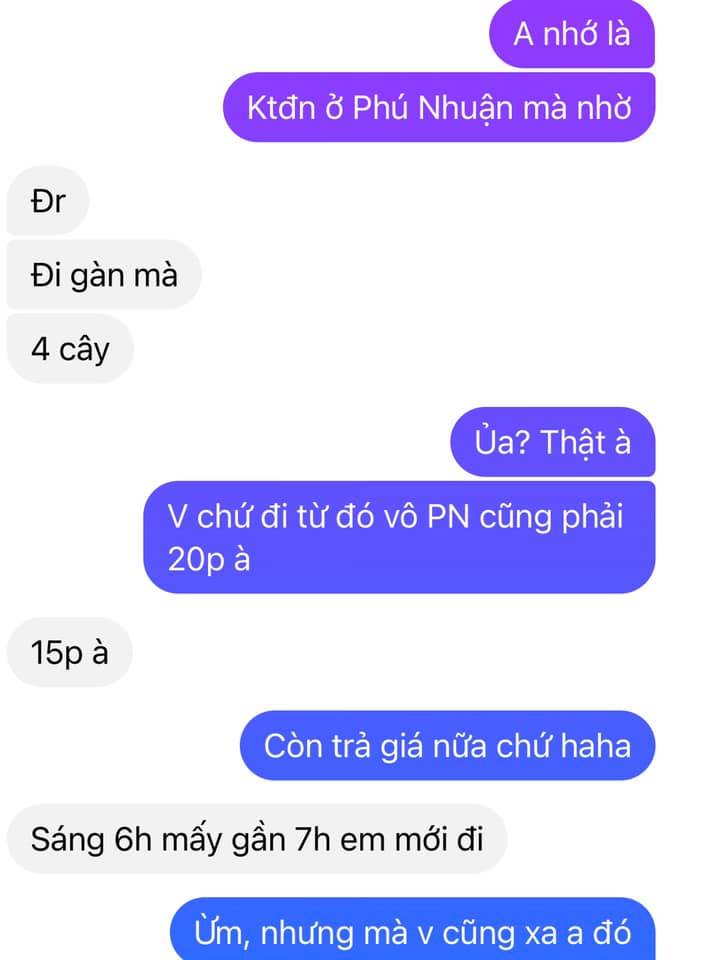 A nhớ là
Ktđn ở Phú Nhuận mà nhờ
Đr
Đi gàn mà
4 cây
Ủa? Thật à
V chứ đi từ đó vô PN cũng phải
20p à
15p à
Còn trả giá nữa chứ haha
Sáng 6h mấy gần 7h em mới đi
Ừm, nhưng mà v cũng xa a đó